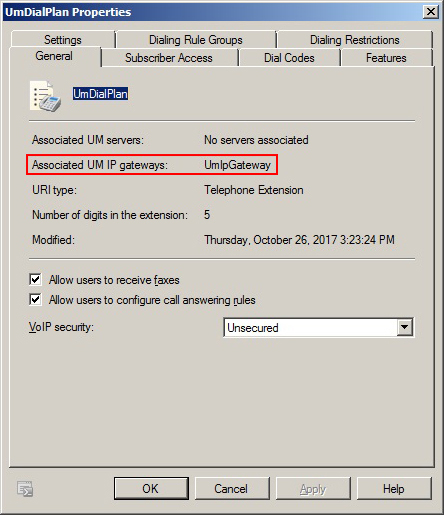 UmDialPlan Properties
Settings Dialing Rule Groups Dialing Restrictions
General Subscriber Access Dial Codes Features
UmDialPlan
Associated UM servers: No servers associated
Associated UM IP gateways: UmIpGateway
URI type: Telephone Extension
Number of digits in the extension: 5
Modified: Thursday, October 26, 2017 3:23:24 PM
Allow users to receive faxes
Allow users to configure call answering rules
VoIP security: Unsecured
OK Cancel Apply Help